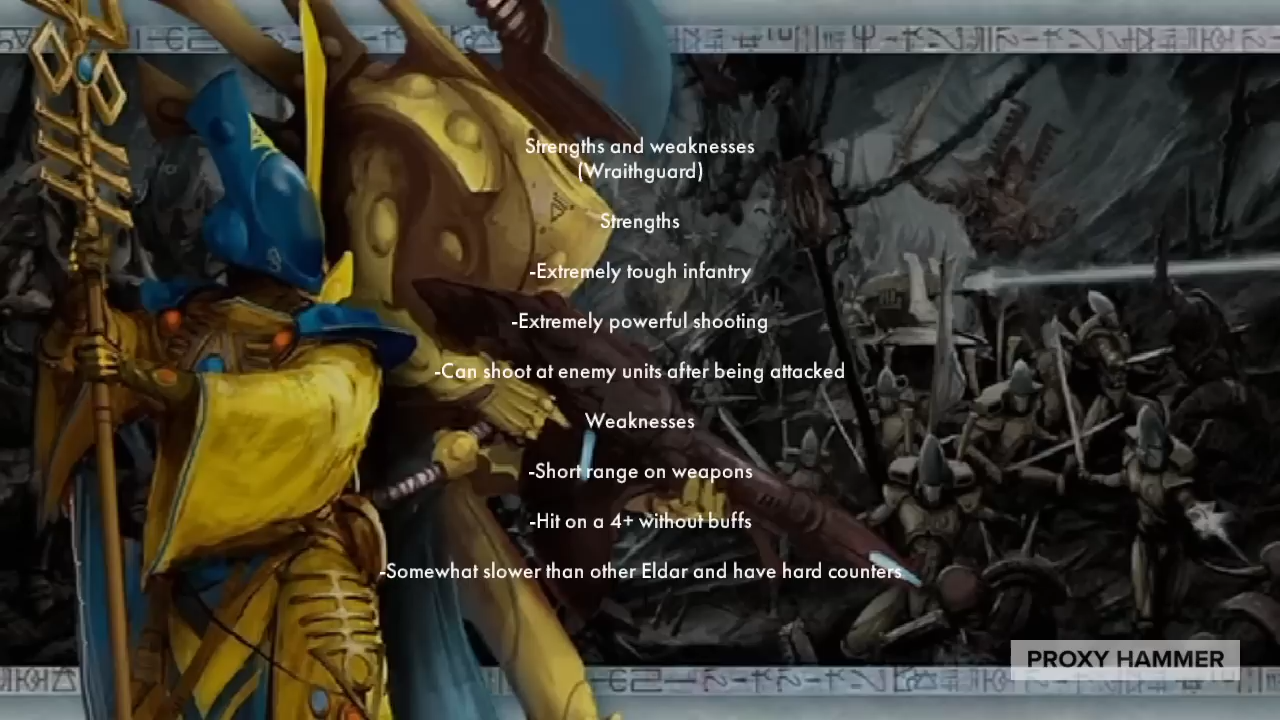 Strengths and weaknesses
(Wraithguard)
Strengths
-Extremely tough infantry
-Extremely powerful shooting
-Can shoot at enemy units after being attacked
Weaknesses
-Short range on weapons
-Hit on a 4+ without buffs
-Somewhat slower than other Eldar and have hard counters
PROXY HAMMER